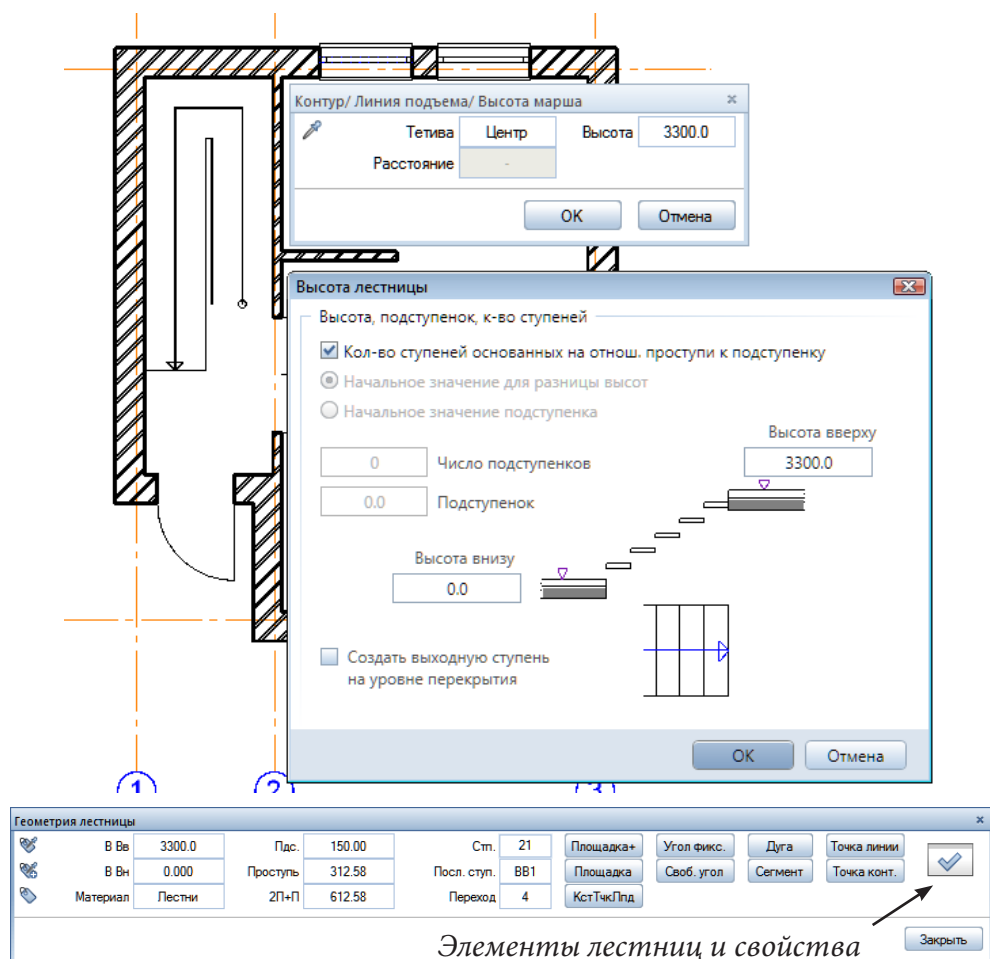 Контур/ Линия подъема/ Высота марша
Тетива Центр Высота 3300.0
Расстояние -
OK Отмена
Высота лестницы
Высота, подступенок, к-во ступеней
Кол-во ступеней основанных на отнош. проступи к подступенку
Начальное значение для разницы высот
Начальное значение подступенка
Высота вверху
0 Число подступенков 3300.0
0.0 Подступенок
Высота внизу
0.0
Создать выходную ступень
на уровне перекрытия
OK Отмена
1 2 3
Геометрия лестницы
В Вв 3300.0 Пдс. 150.00 Стп. 21 Площадка+ Угол фикс. Дуга Точка линии
В Вн 0.000 Проступь 312.58 Посл. ступ. ВВ1 Площадка Своб. угол Сегмент Точка конт.
Материал Лестни 2П+П 612.58 Переход 4 КстТчкПпд
Элементы лестниц и свойства Закрыть